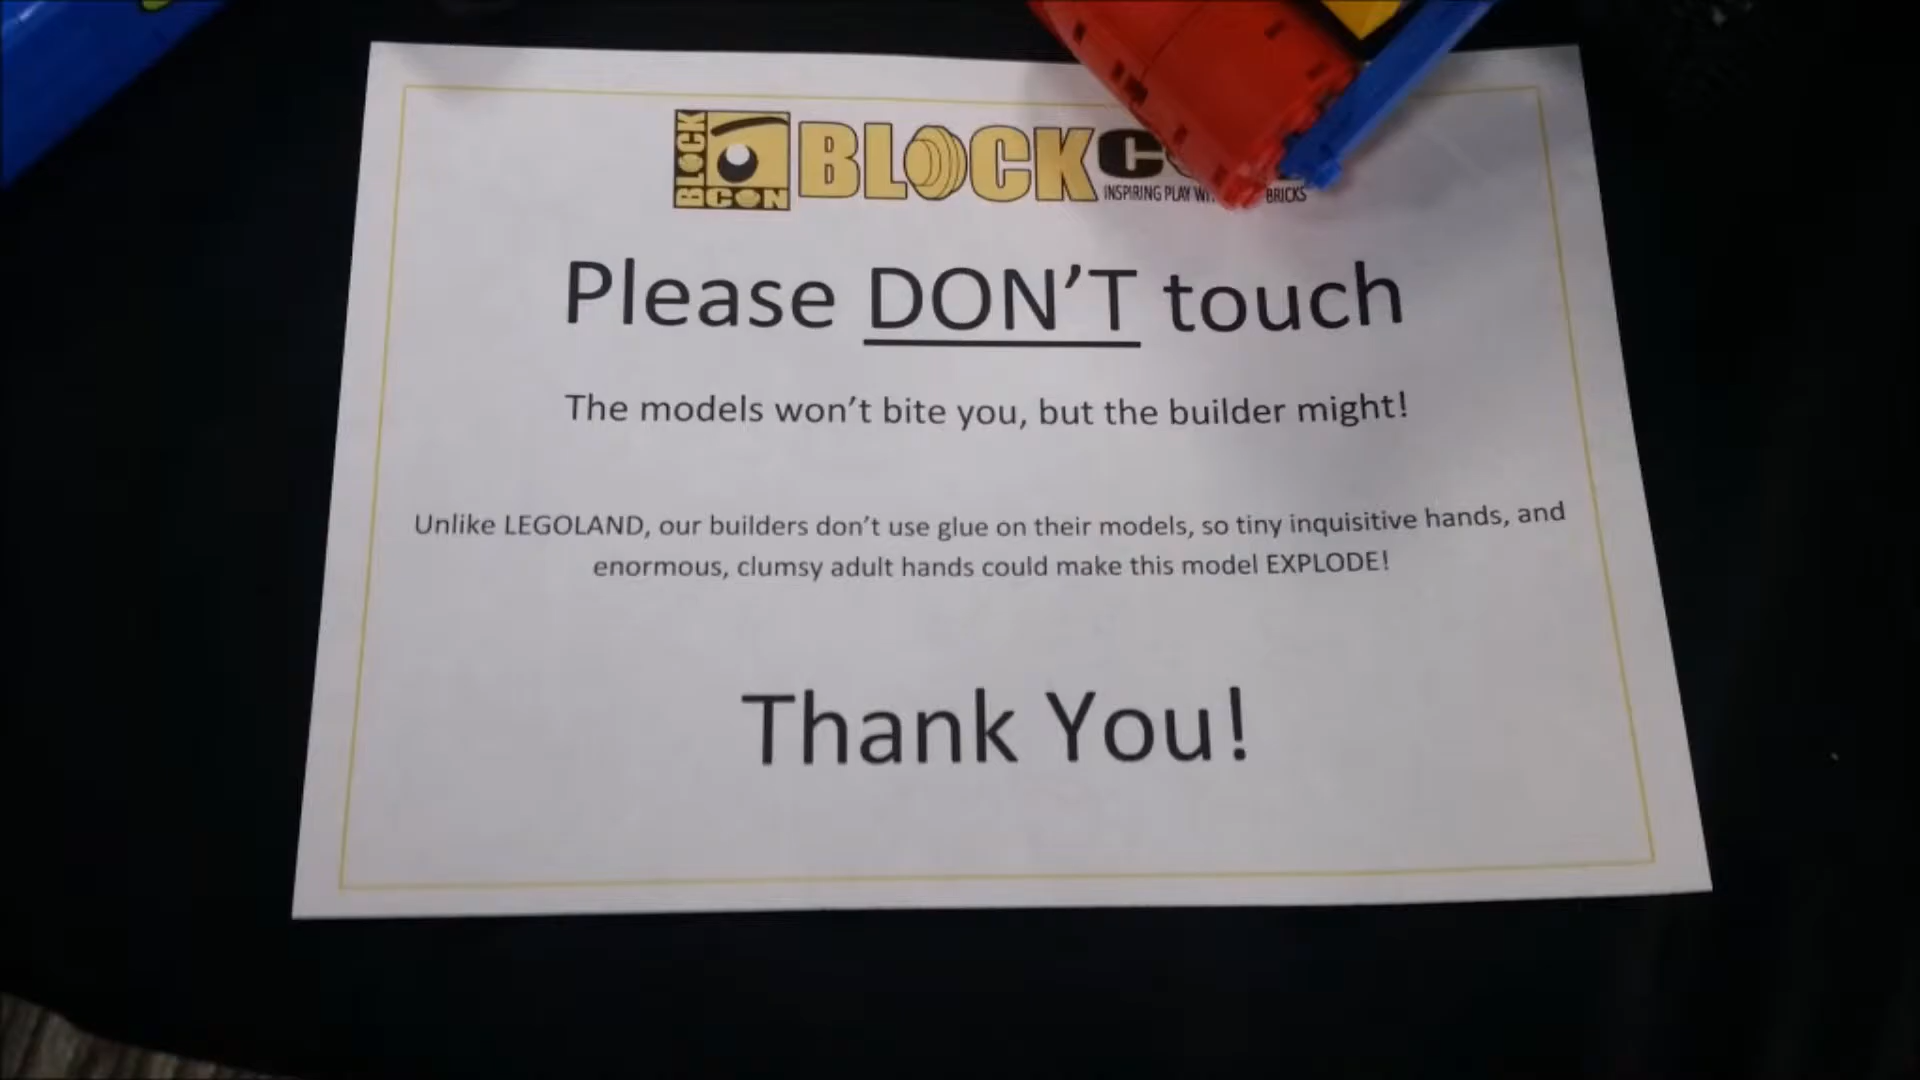 BLOCK
CON
BLOCK
INSPIRING PLAY BRICKS
Please DON'T touch
The models won't bite you, but the builder might!
Unlike LEGOLAND, our builders don't use glue on their models, so tiny inquisitive hands, and
enormous, clumsy adult hands could make this model EXPLODE!
Thank You!